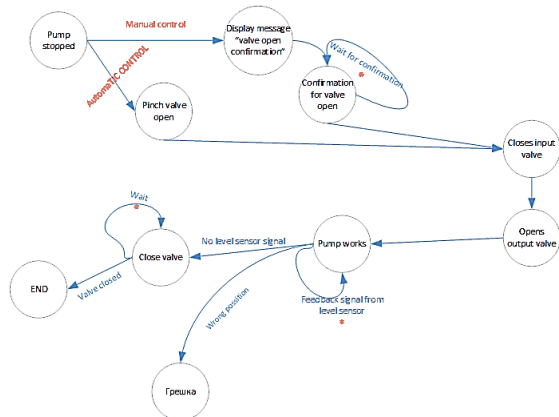 Pump
stopped
Manual control
AutomaTIC CONTROL
Display message
"valve open
confirmation"
Wait for confirmation
*
Confirmation
for valve
open
Pinch valve
open
Closes input
valve
Opens
output valve
Pump works
Feedback signal from
level sensor
*
No level sensor signal
Wrong possition
Wait
*
Close valve
Valve closed
END
Грешка